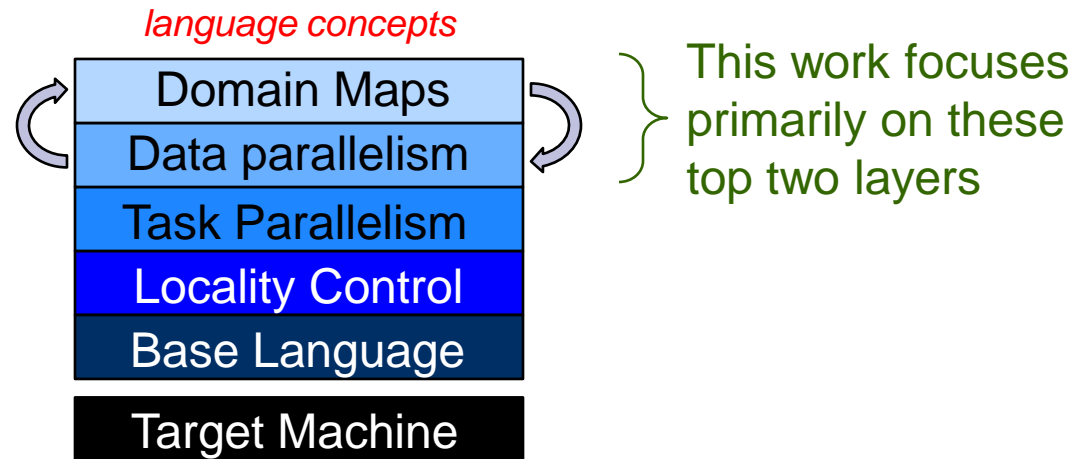 language concepts
Domain Maps
Data parallelism
Task Parallelism
Locality Control
Base Language
Target Machine
This work focuses
primarily on these
top two layers